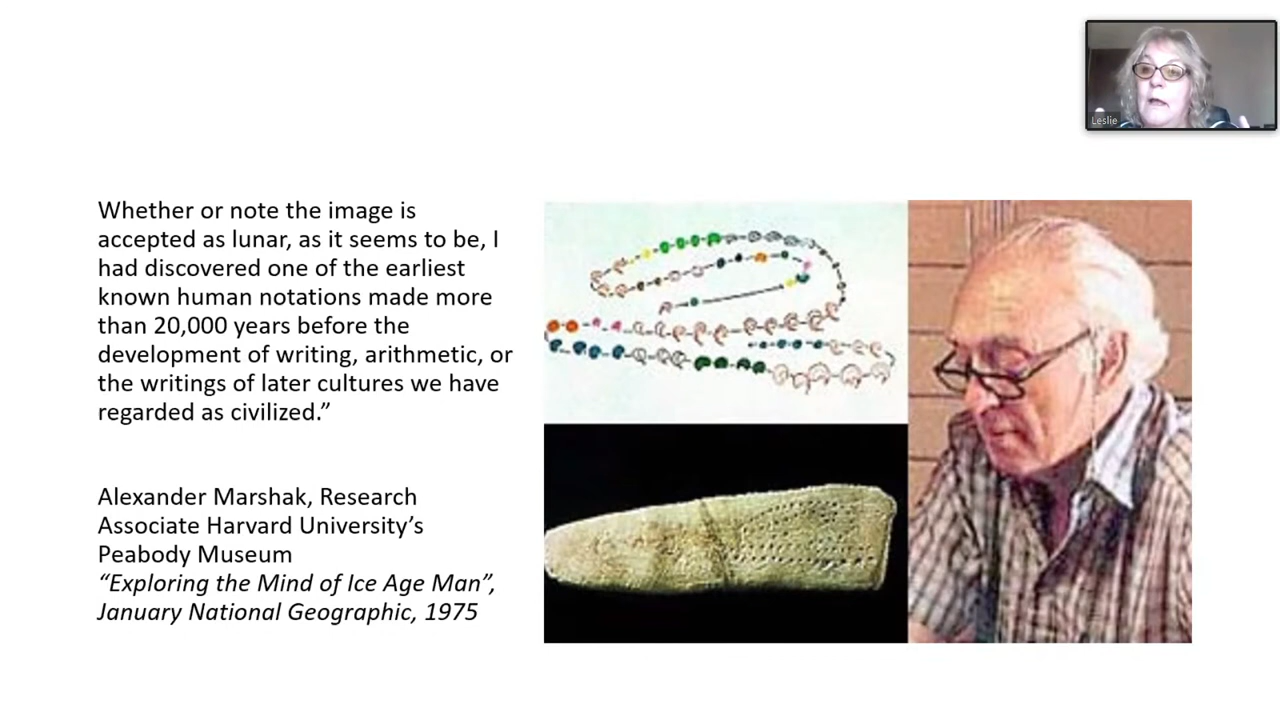 Leslie
Whether or note the image is
accepted as lunar, as it seems to be, I
had discovered one of the earliest
known human notations made more
than 20,000 years before the
development of writing, arithmetic, or
the writings of later cultures we have
regarded as civilized.”
Alexander Marshak, Research
Associate Harvard University’s
Peabody Museum
“Exploring the Mind of Ice Age Man”,
January National Geographic, 1975